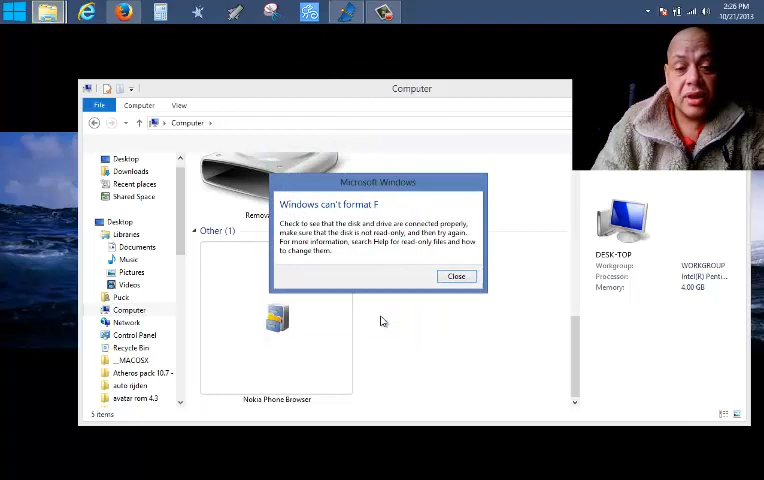 2:26 PM
10/21/2013
Computer
File
Computer
View
Computer
Desktop
Downloads
Recent places
Shared Space
Desktop
Libraries
Documents
Music
Pictures
Videos
Puck
Computer
Network
Control Panel
Recycle Bin
__MACOSX
Atheros pack 10.7 -
auto rijden
avatar rom 4.3
5 items
Remova
Other (1)
Nokia Phone Browser
Microsoft Windows
Windows can't format F
Check to see that the disk and drive are connected properly,
make sure that the disk is not read-only, and then try again.
For more information, search Help for read-only files and how
to change them.
Close
DESK-TOP
Workgroup: WORKGROUP
Processor: Intel(R) Penti...
Memory: 4.00 GB